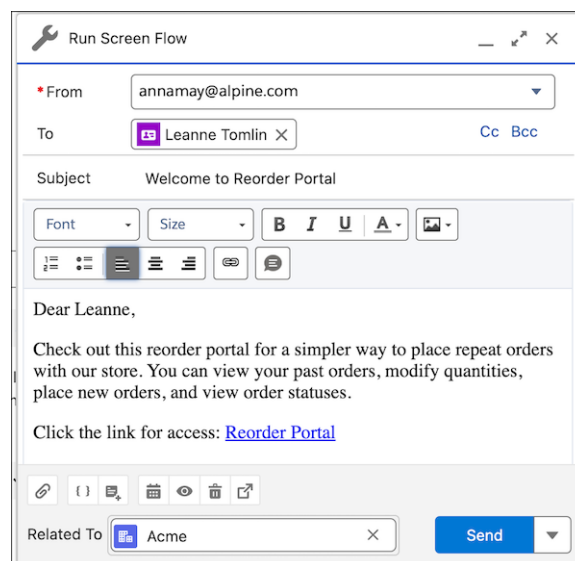 Run Screen Flow
*From annamay@alpine.com
To Leanne Tomlin Cc Bcc
Subject Welcome to Reorder Portal
Font Size B I U A
Dear Leanne,
Check out this reorder portal for a simpler way to place repeat orders
with our store. You can view your past orders, modify quantities,
place new orders, and view order statuses.
Click the link for access: Reorder Portal
Related To Acme Send